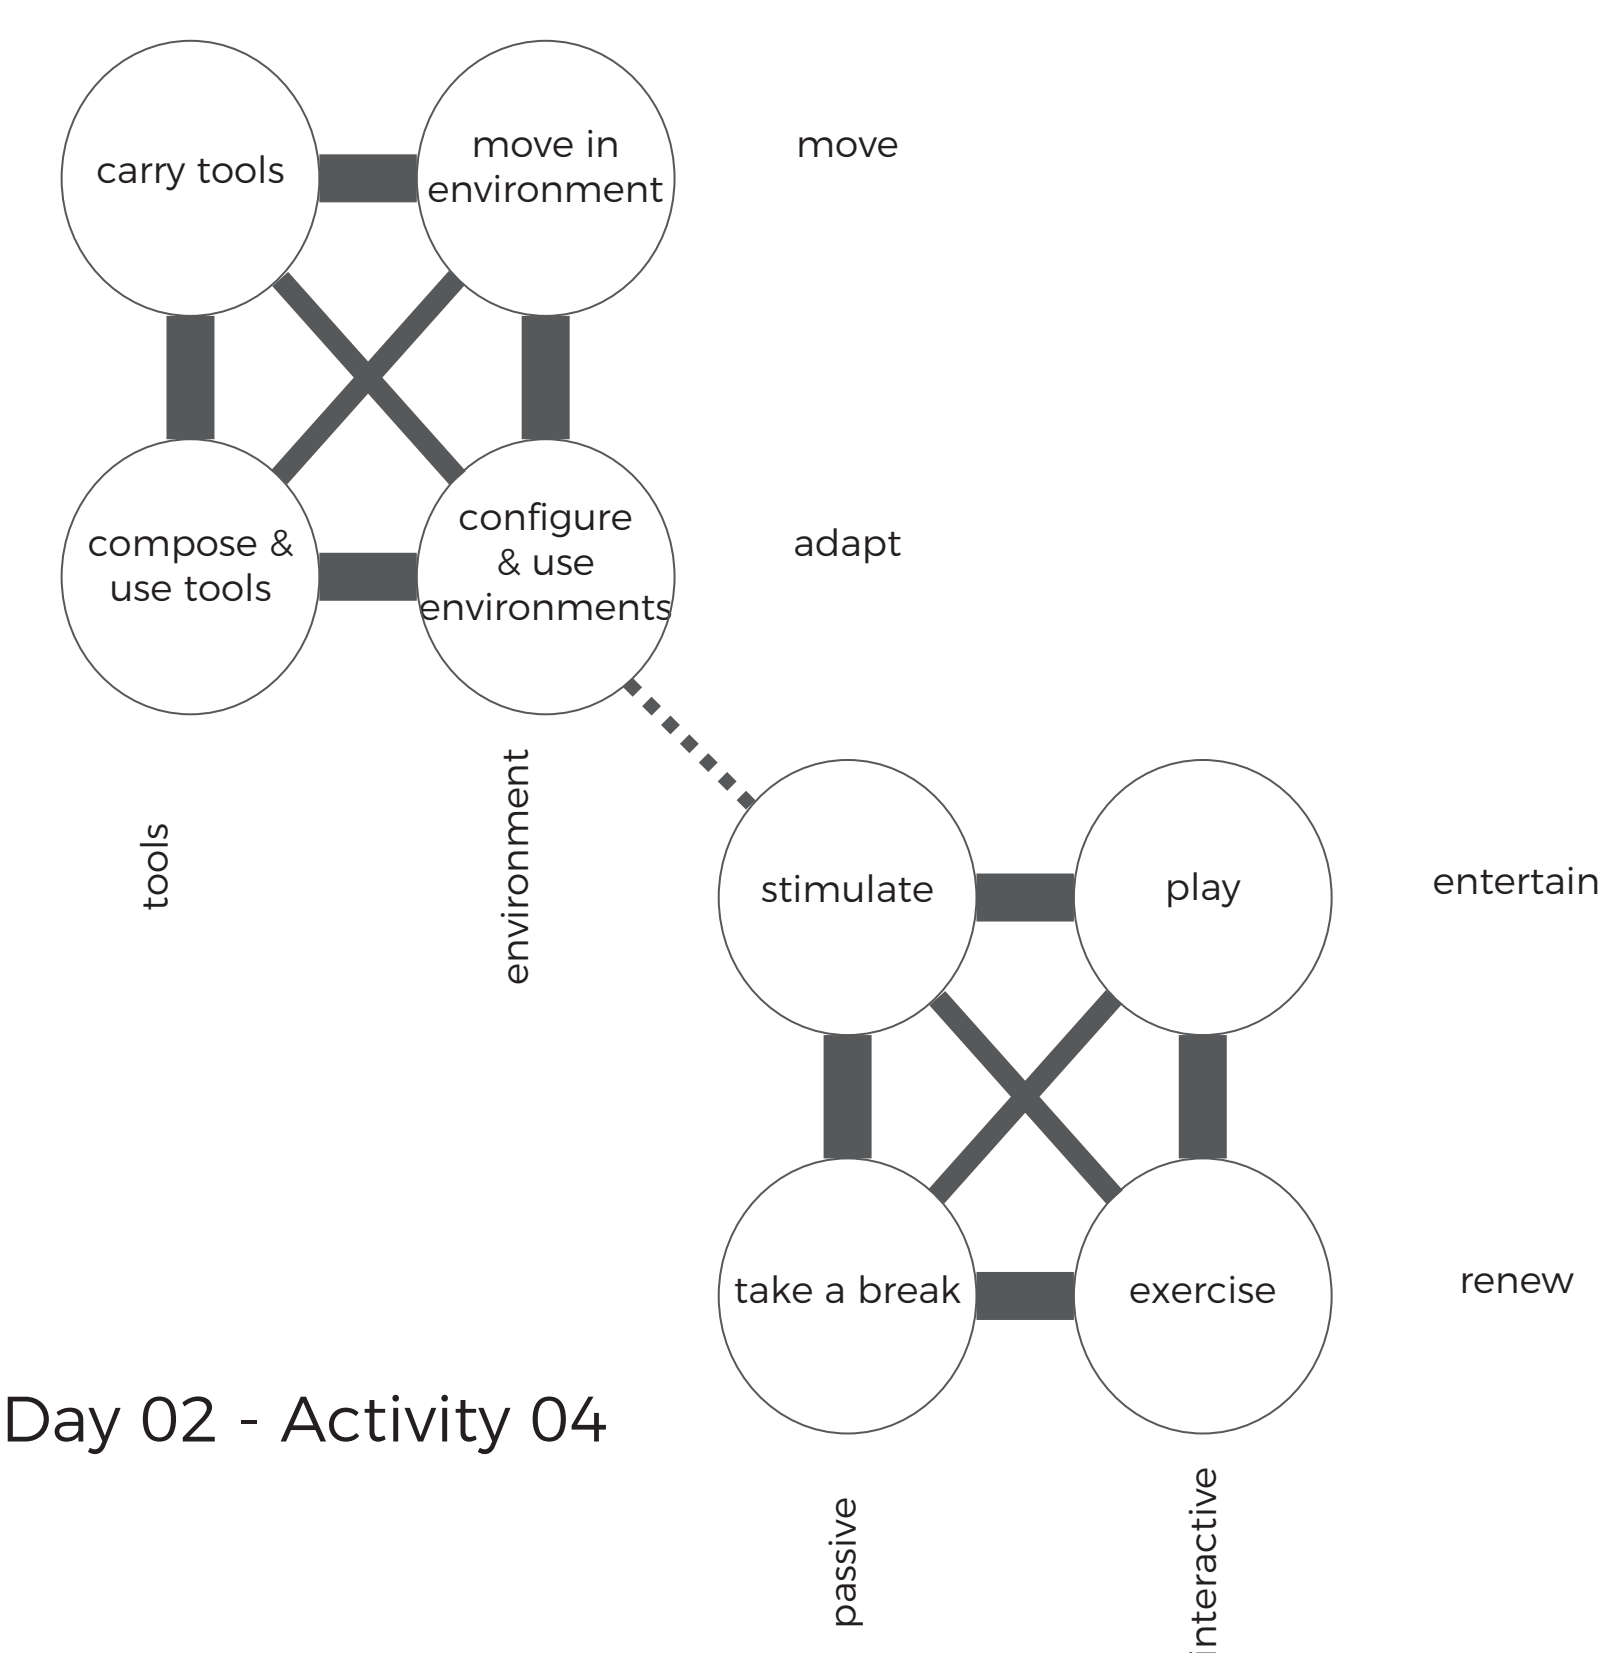 carry tools
move in
environment
move
compose &
use tools
configure
& use
environments
adapt
tools
environment
stimulate
play
entertain
take a break
exercise
renew
Day 02 - Activity 04
passive
interactive